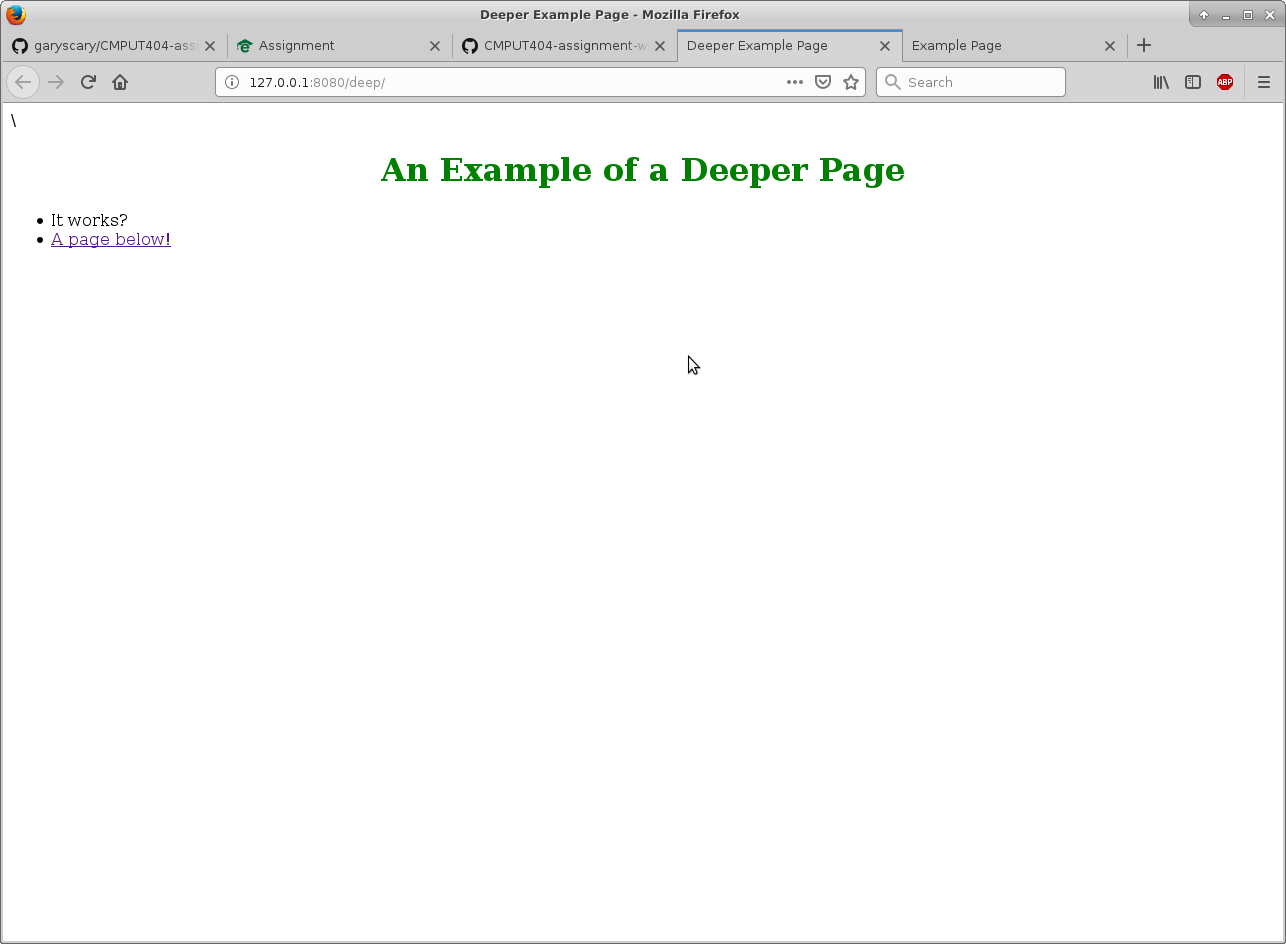 Deeper Example Page - Mozilla Firefox
garyscary/CMPUT404-assi Assignment CMPUT404-assignment-w Deeper Example Page Example Page
127.0.0.1:8080/deep/ Search ABP
\
An Example of a Deeper Page
• It works?
• A page below!